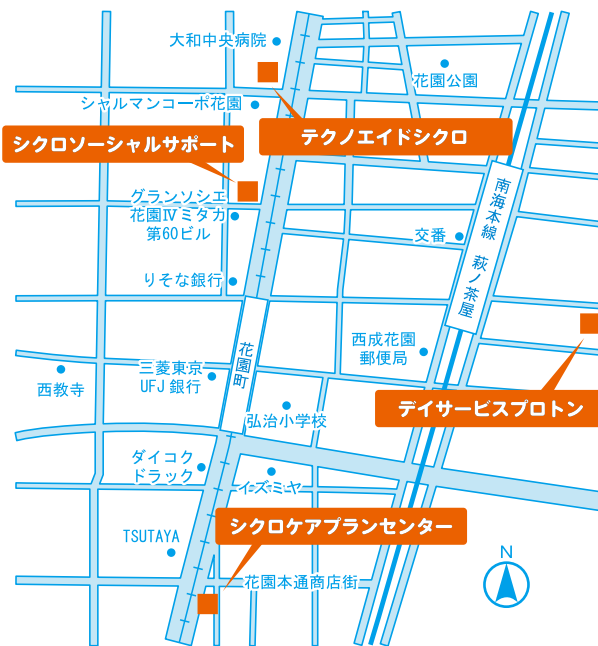 大和中央病院
花園公園
シャルマンコーポ花園
テクノエイドシクロ
シクロソーシャルサポート
グランソシエ
花園Ⅳミタカ
第60ビル
南海本線 萩ノ茶屋
交番
りそな銀行
西成花園
郵便局
花園町
三菱東京
UFJ 銀行
西教寺
デイサービスプロトン
弘治小学校
ダイコク
ドラック
イズミヤ
シクロケアプランセンター
TSUTAYA
N
花園本通商店街